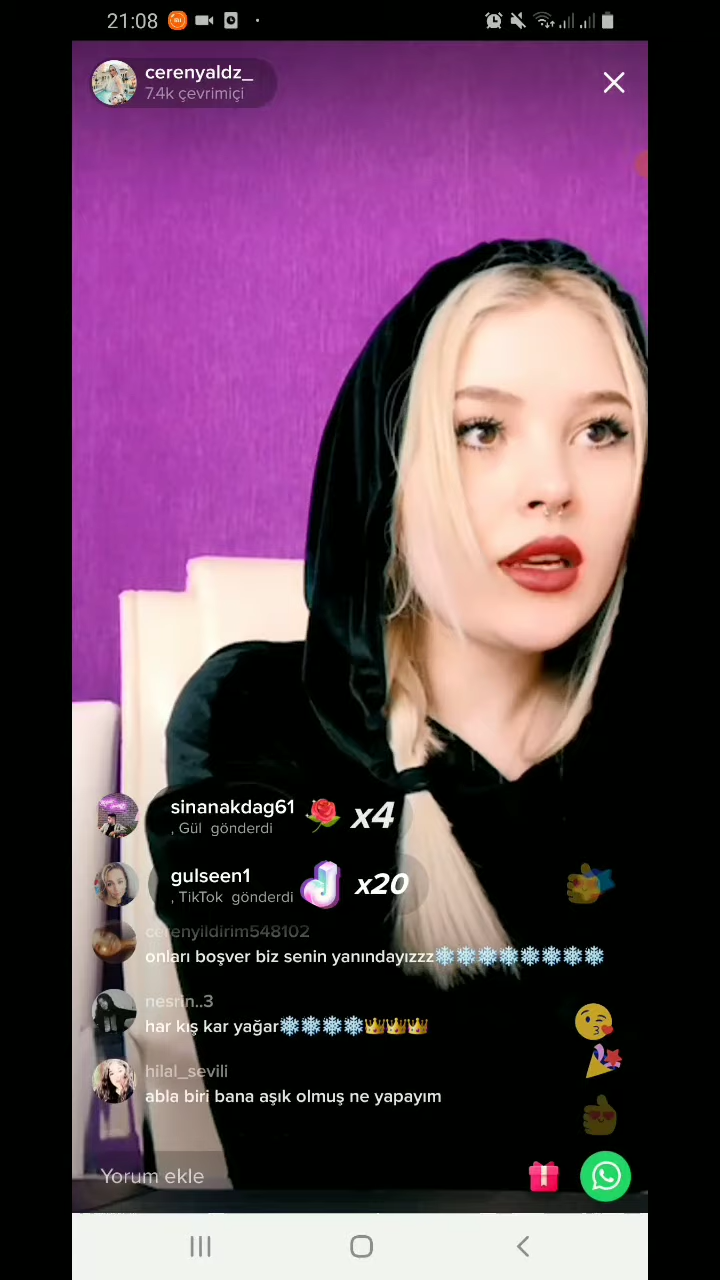 21:08
cerenyaldz_
7.4k çevrimiçi
sinanakdag61
, Gül gönderdi
x4
gulseen1
, TikTok gönderdi
x20
cerenyildirim548102
onları boşver biz senin yanındayızzz❄❄❄❄❄❄❄❄
nesrin..3
har kış kar yağar❄❄❄❄👑👑👑
hilal_sevili
abla biri bana aşık olmuş ne yapayım
Yorum ekle